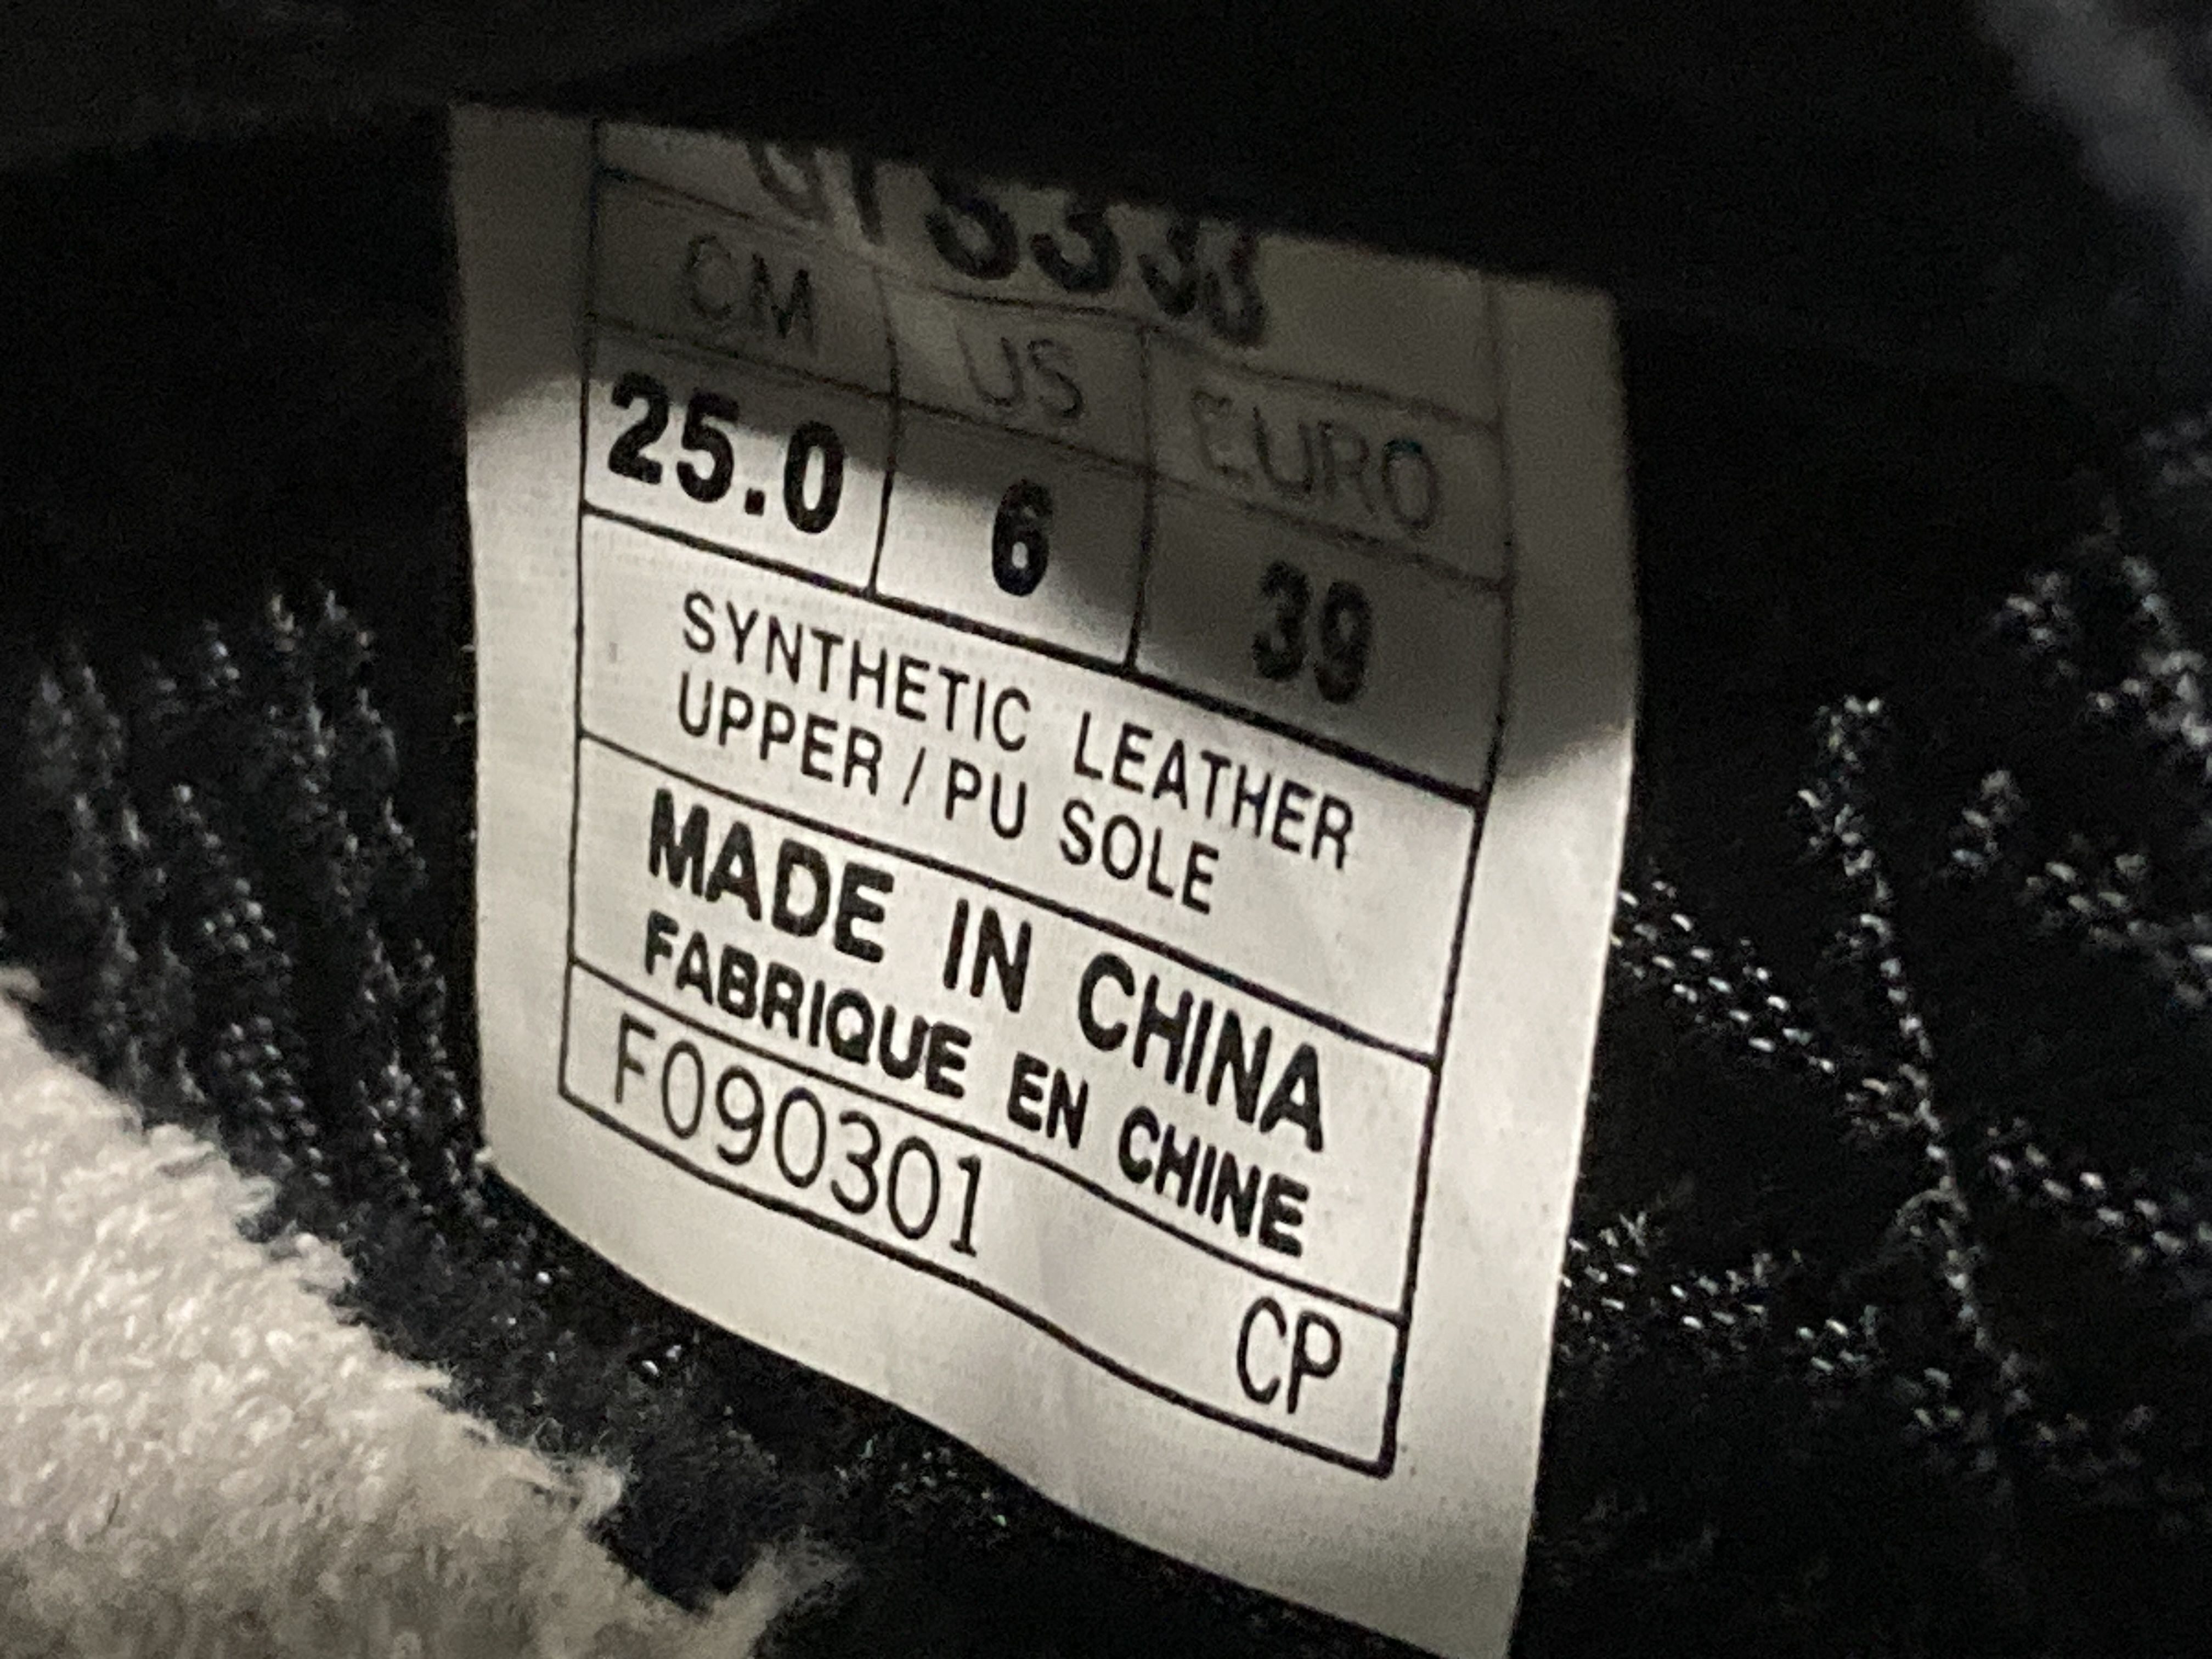 CM US EURO
25.0 6 39
SYNTHETIC LEATHER
UPPER / PU SOLE
MADE IN CHINA
FABRIQUE EN CHINE
F090301
CP